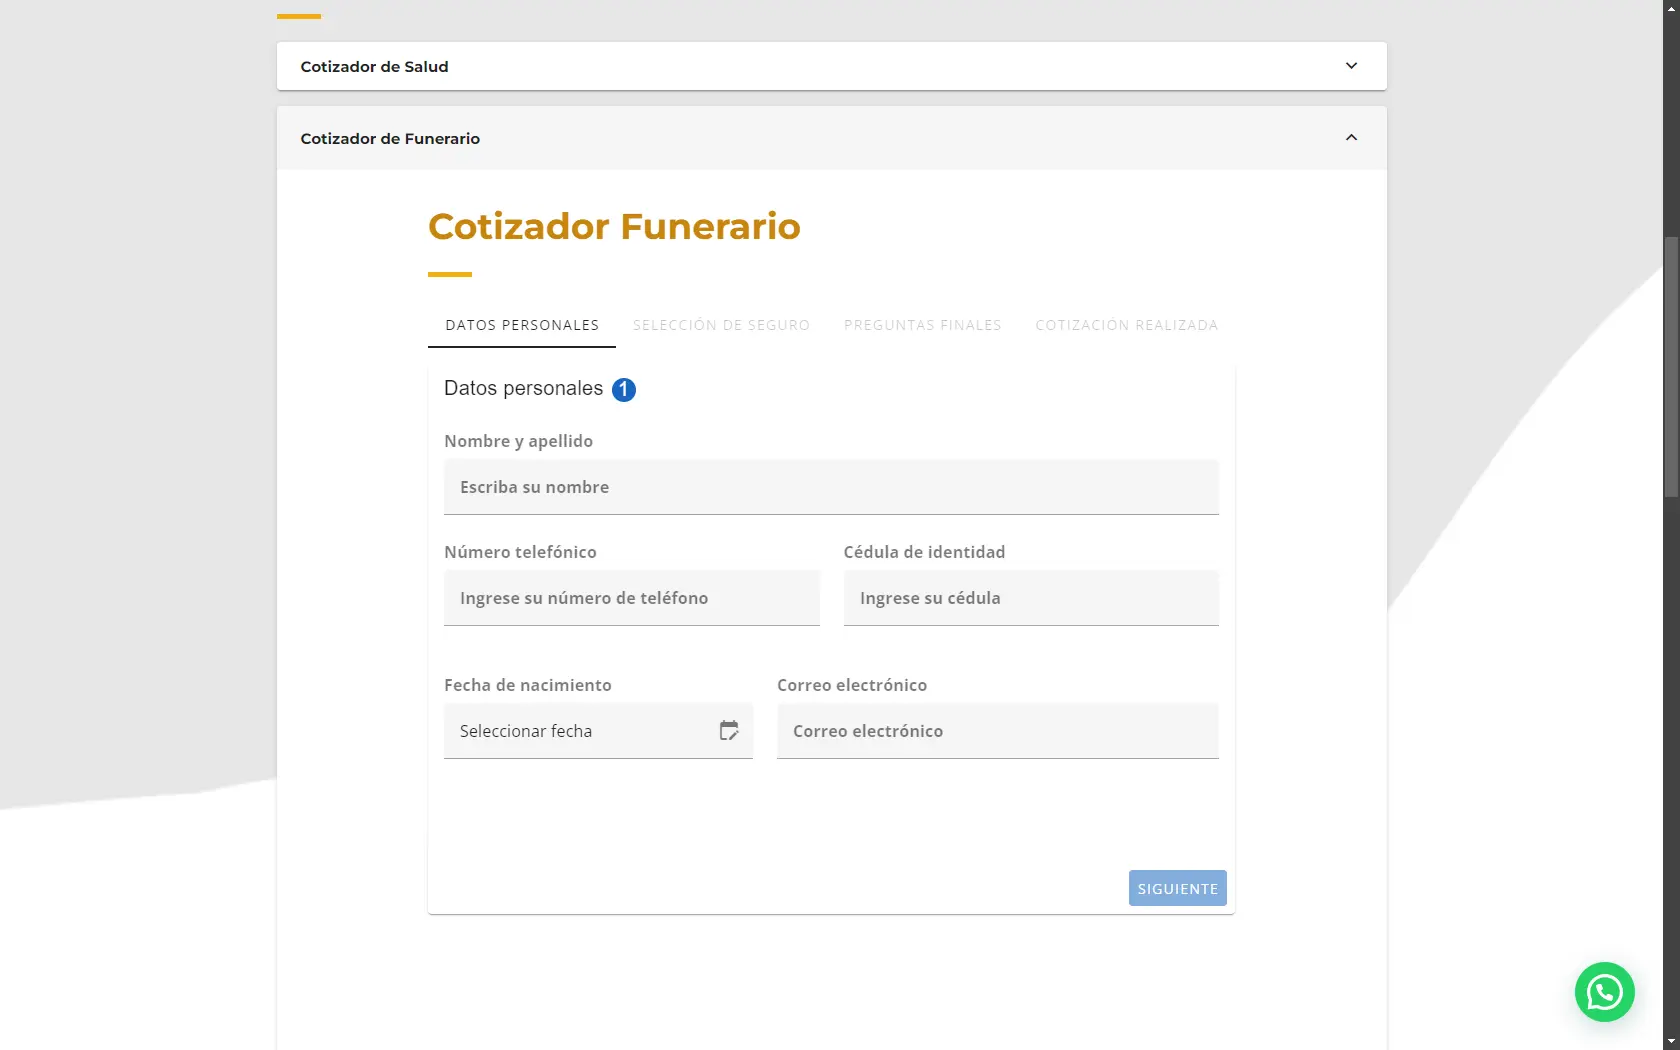 Cotizador de Salud
Cotizador de Funerario
Cotizador Funerario
DATOS PERSONALES SELECCIÓN DE SEGURO PREGUNTAS FINALES COTIZACIÓN REALIZADA
Datos personales 1
Nombre y apellido
Escriba su nombre
Número telefónico Cédula de identidad
Ingrese su número de teléfono Ingrese su cédula
Fecha de nacimiento Correo electrónico
Seleccionar fecha Correo electrónico
SIGUIENTE